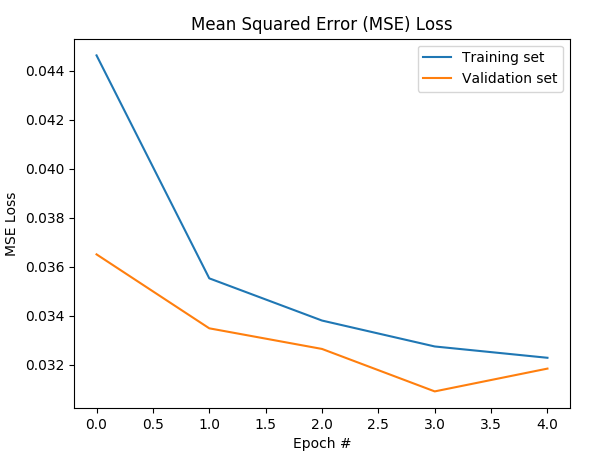 Mean Squared Error (MSE) Loss
Training set
Validation set
0.044
0.042
0.040
0.038
0.036
0.034
0.032
MSE Loss
0.0 0.5 1.0 1.5 2.0 2.5 3.0 3.5 4.0
Epoch #